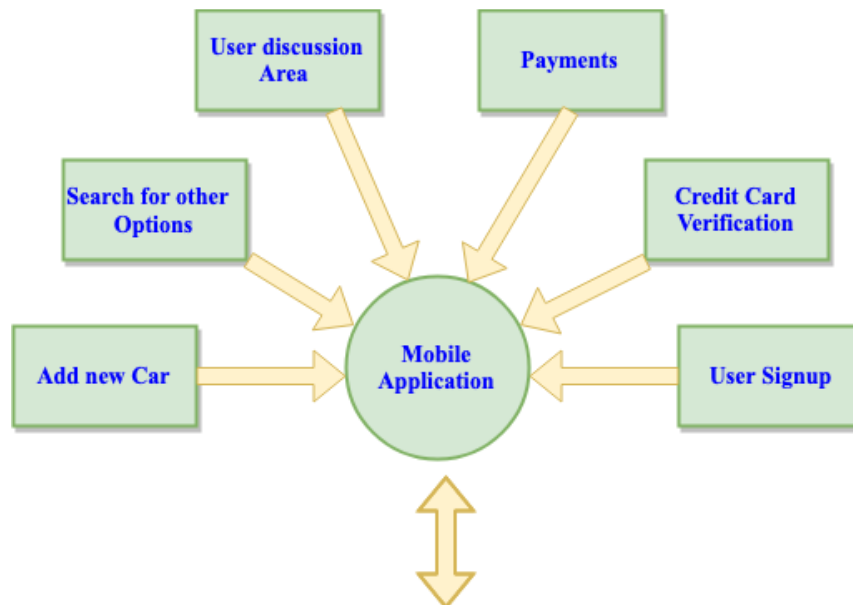 User discussion
Area
Payments
Search for other
Options
Credit Card
Verification
Add new Car
Mobile
Application
User Signup